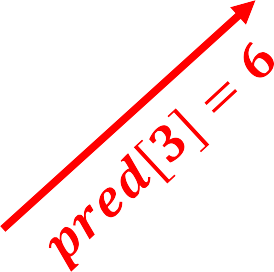 pred[3] = 6